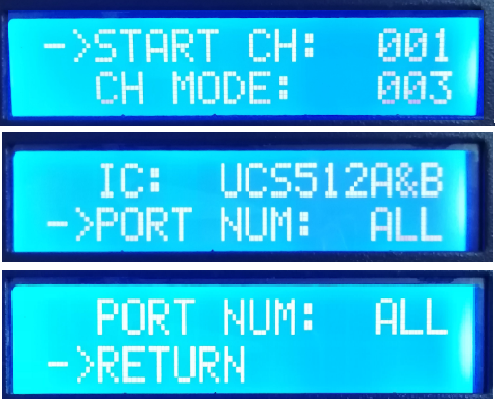 ->START CH: 001
CH MODE: 003
IC: UCS512A&B
->PORT NUM: ALL
PORT NUM: ALL
->RETURN